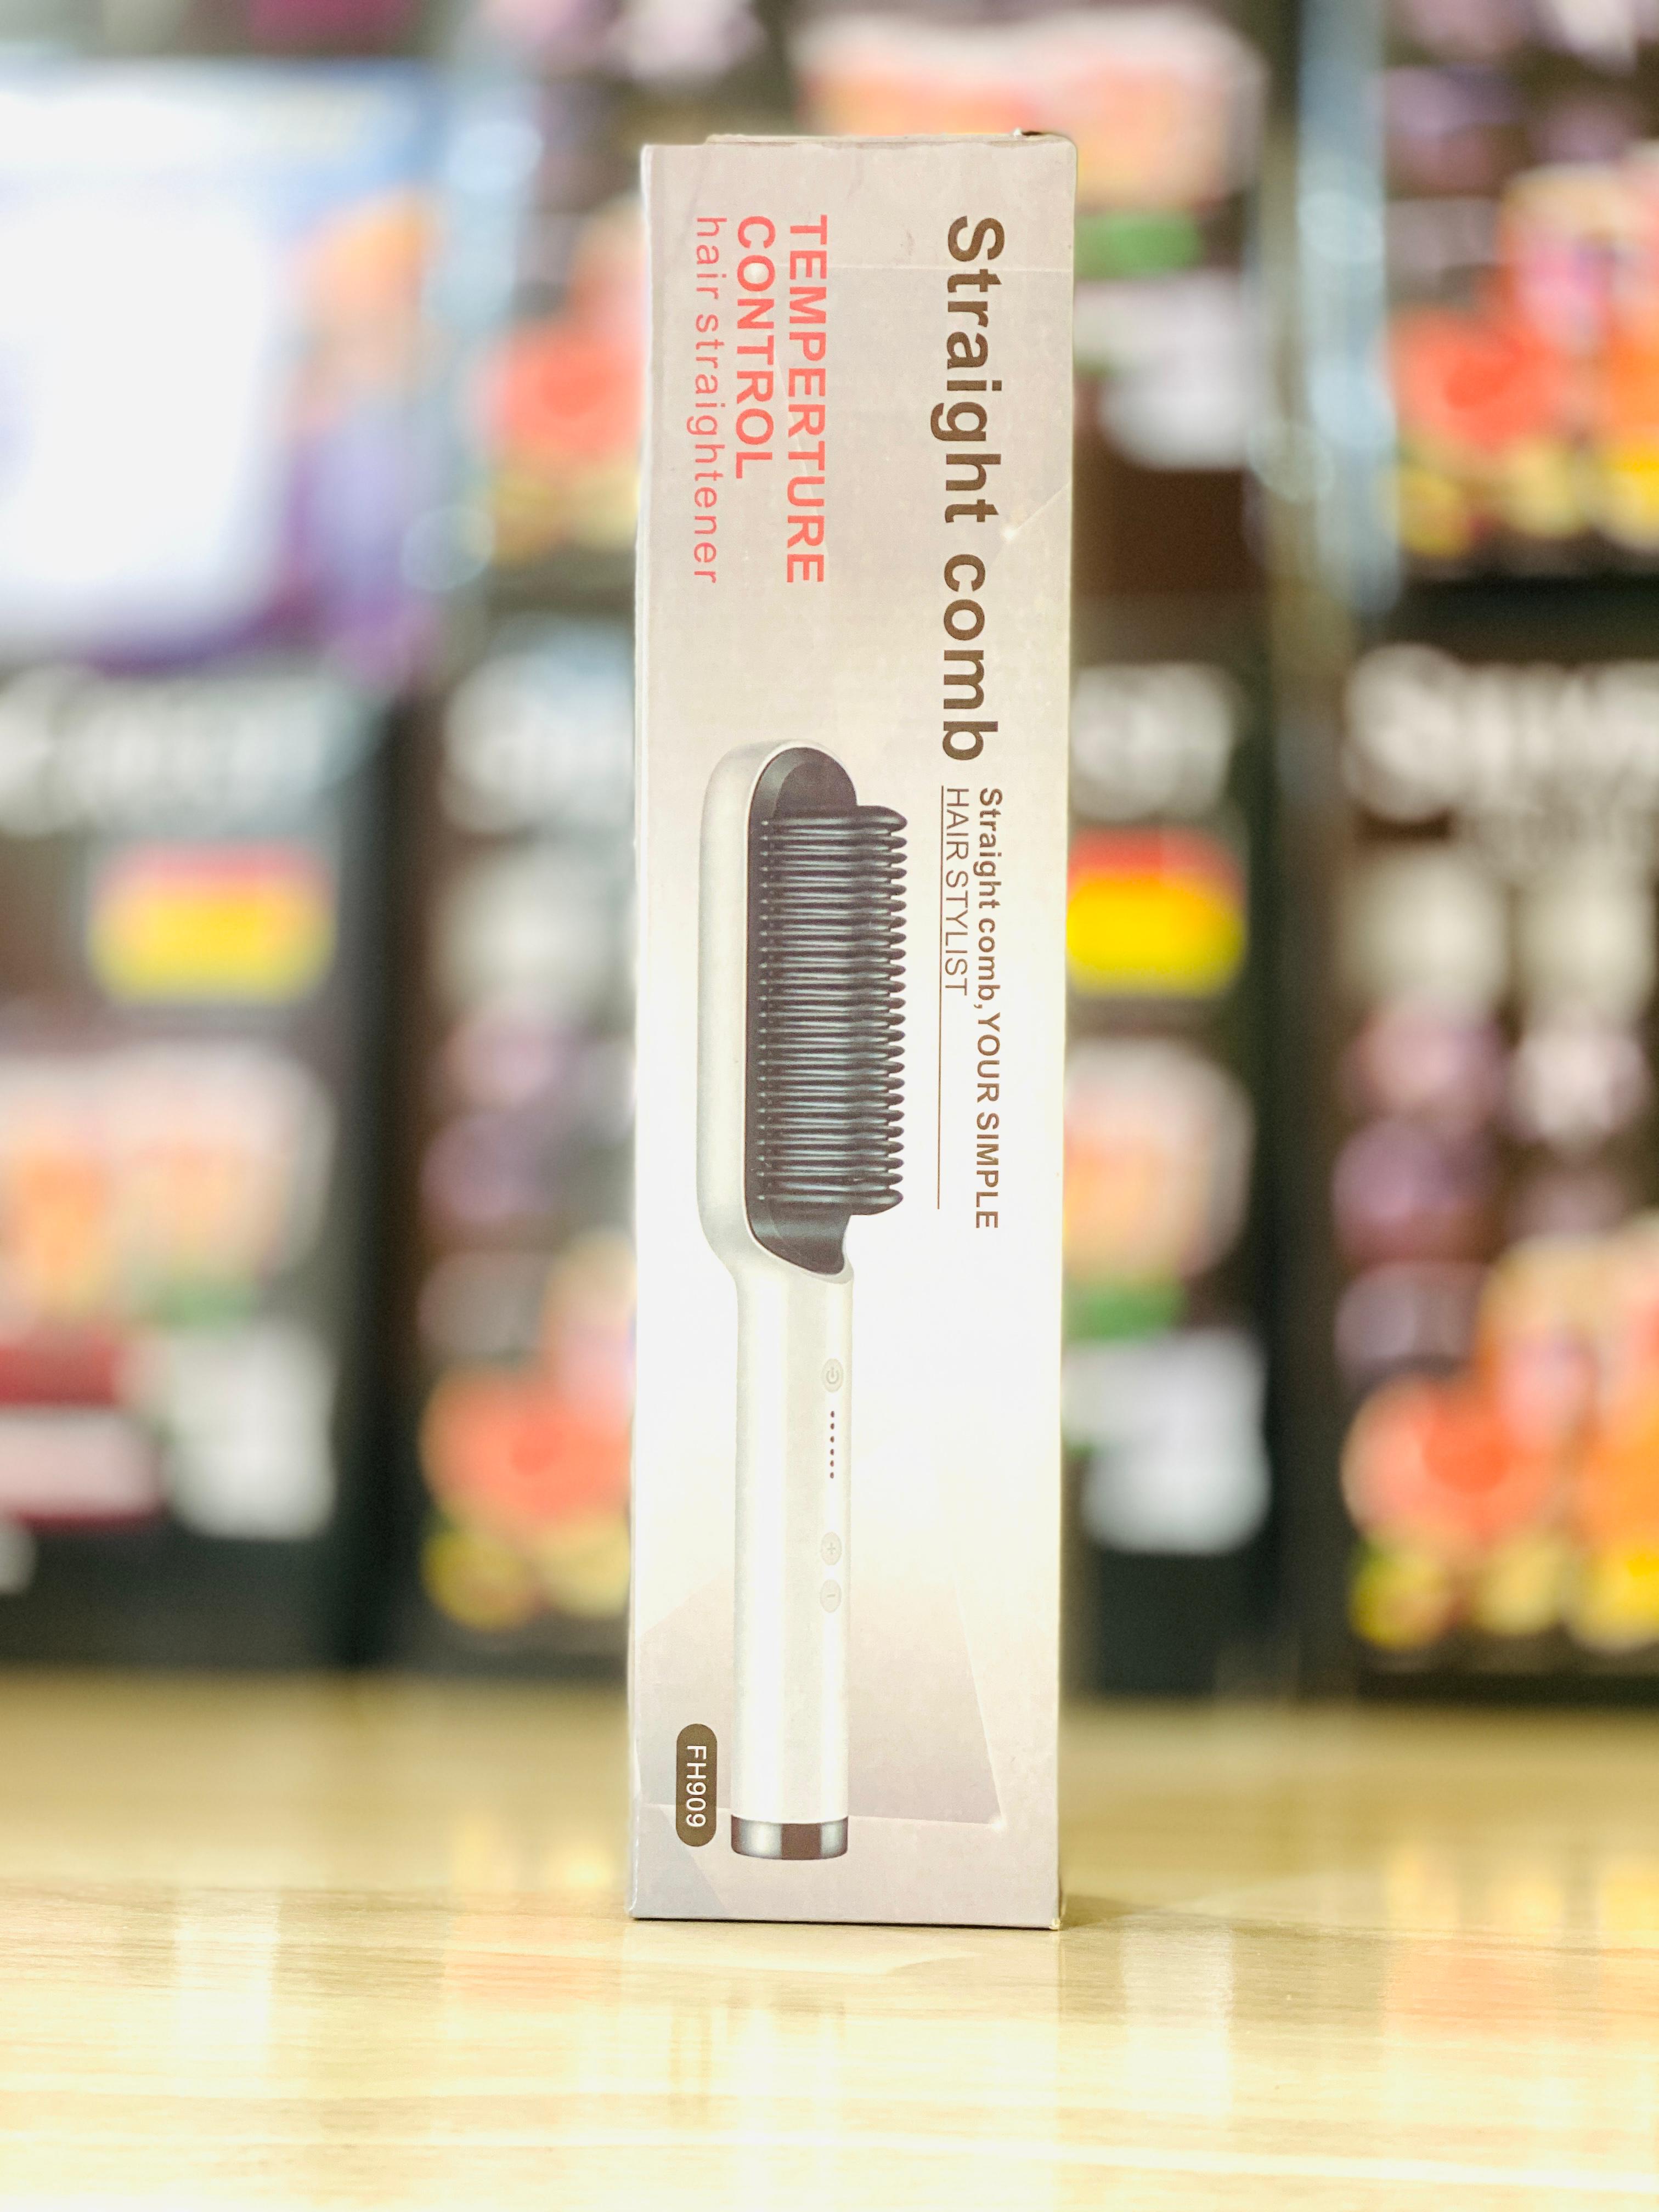 Straight comb
Straight comb, YOUR SIMPLE
HAIR STYLIST
TEMPERTURE
CONTROL
hair straightener
FH909